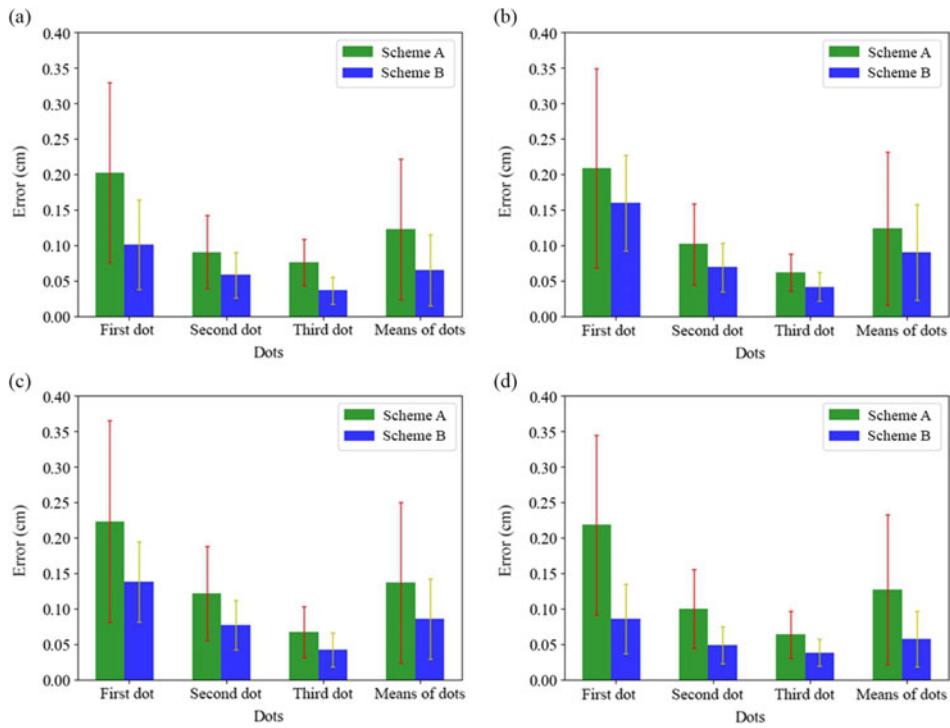 (a)
0.40
0.35
0.30
0.25
0.20
0.15
0.10
0.05
0.00
Error (cm)
Scheme A
Scheme B
First dot Second dot Third dot Means of dots
Dots
(b)
0.40
0.35
0.30
0.25
0.20
0.15
0.10
0.05
0.00
Error (cm)
Scheme A
Scheme B
First dot Second dot Third dot Means of dots
Dots
(c)
0.40
0.35
0.30
0.25
0.20
0.15
0.10
0.05
0.00
Error (cm)
Scheme A
Scheme B
First dot Second dot Third dot Means of dots
Dots
(d)
0.40
0.35
0.30
0.25
0.20
0.15
0.10
0.05
0.00
Error (cm)
Scheme A
Scheme B
First dot Second dot Third dot Means of dots
Dots